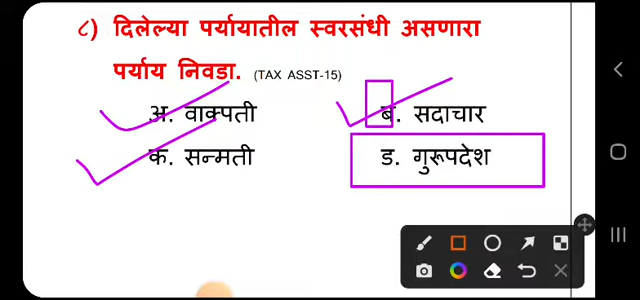 ८) दिलेल्या पर्यायातील स्वरसंधी असणारा
पर्याय निवडा. (TAX ASST-15)
अ. वाक्पती ब. सदाचार
क. सन्मती ड. गुरूपदेश